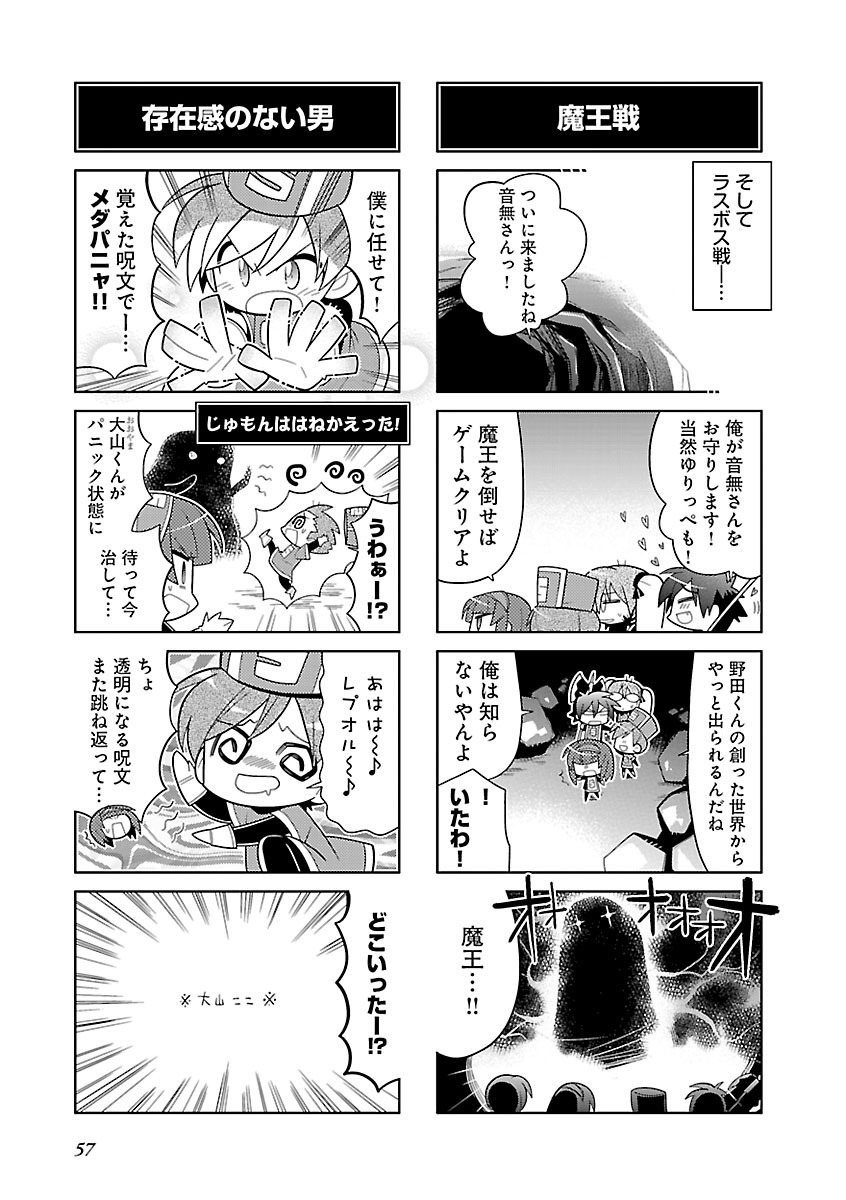 魔王戦
そして
ラスボス戦―…
ついに来ましたね
音無さんっ！
俺が音無さんを
お守りします！
当然ゆりっぺも！
魔王を倒せば
ゲームクリアよ
野田くんの創った世界から
やっと出られるんだね
俺は知ら
ないやんよ
！
いたわ！
オオオオ
魔王…!!
存在感のない男
僕に任せて！
覚えた呪文でー…
メダパニャ!!
じゅもんははねかえった!
うわぁー!?
大山くんが
おおやま
パニック状態に
待って今
治して…
あはは〜♪
レプオル〜♪
ちょ
透明になる呪文
また跳ね返って…
どこいったー!?
※大山ココ※
57